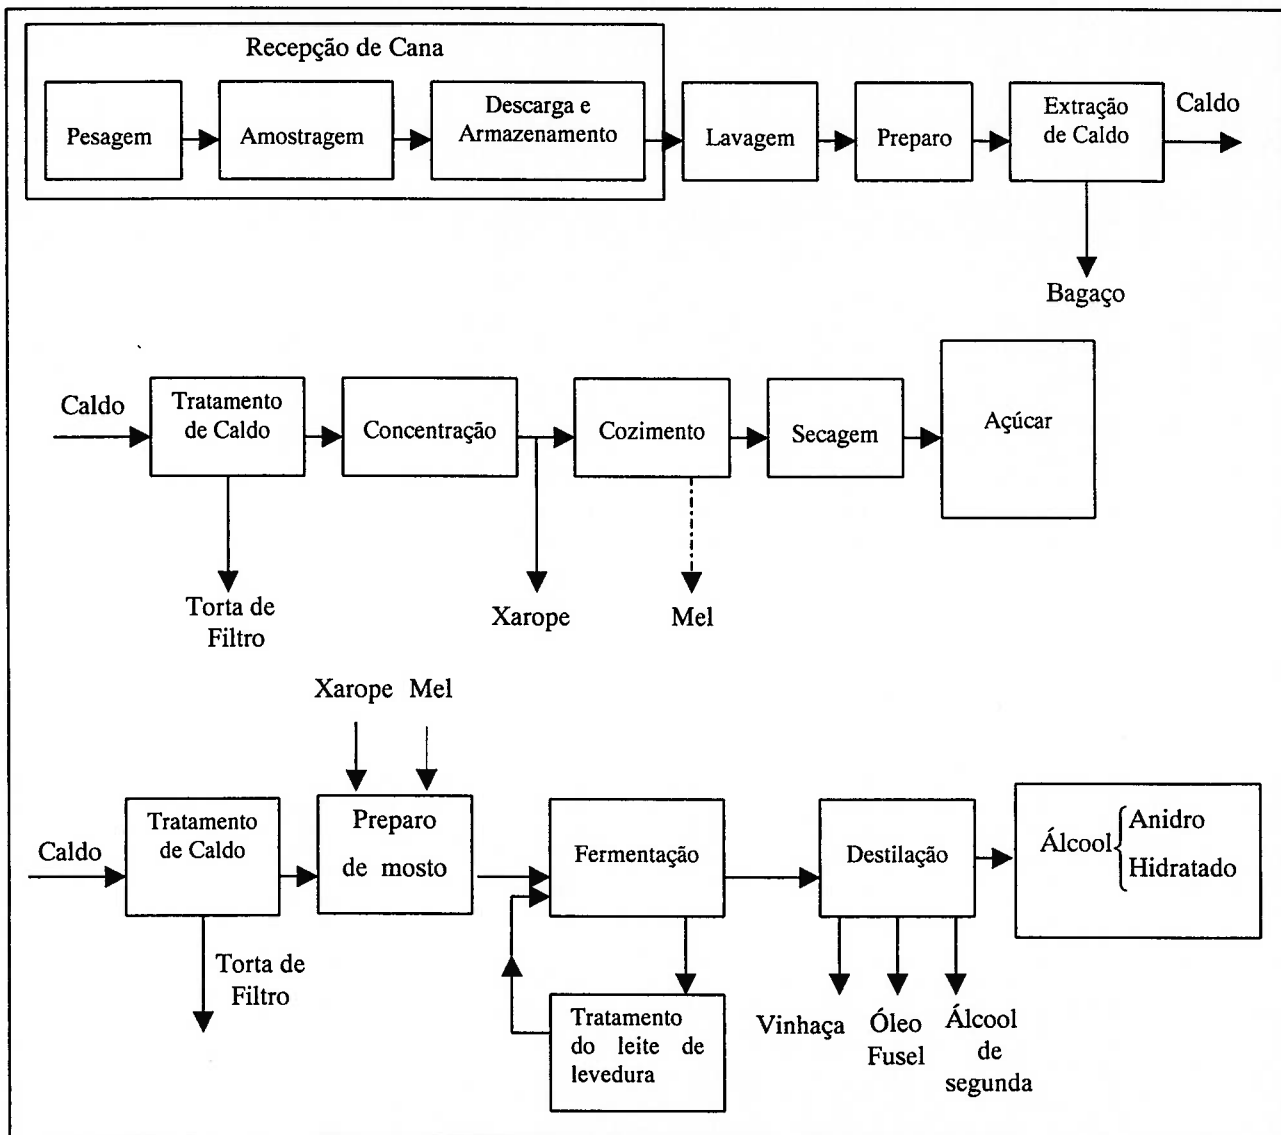 Recepção de Cana
Pesagem
Amostragem
Descarga e
Armazenamento
Lavagem
Preparo
Extração
de Caldo
Caldo
Bagaço
Caldo
Tratamento
de Caldo
Concentração
Cozimento
Secagem
Açúcar
Torta de
Filtro
Xarope
Mel
Xarope Mel
Caldo
Tratamento
de Caldo
Preparo
de mosto
Fermentação
Destilação
Álcool
Anidro
Hidratado
Torta de
Filtro
Tratamento
do leite de
levedura
Vinhaça
Óleo
Fusel
Álcool
de
segunda